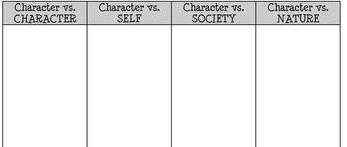 Character vs. Character vs. Character vs. Character vs.
CHARACTER SELF SOCIETY NATURE